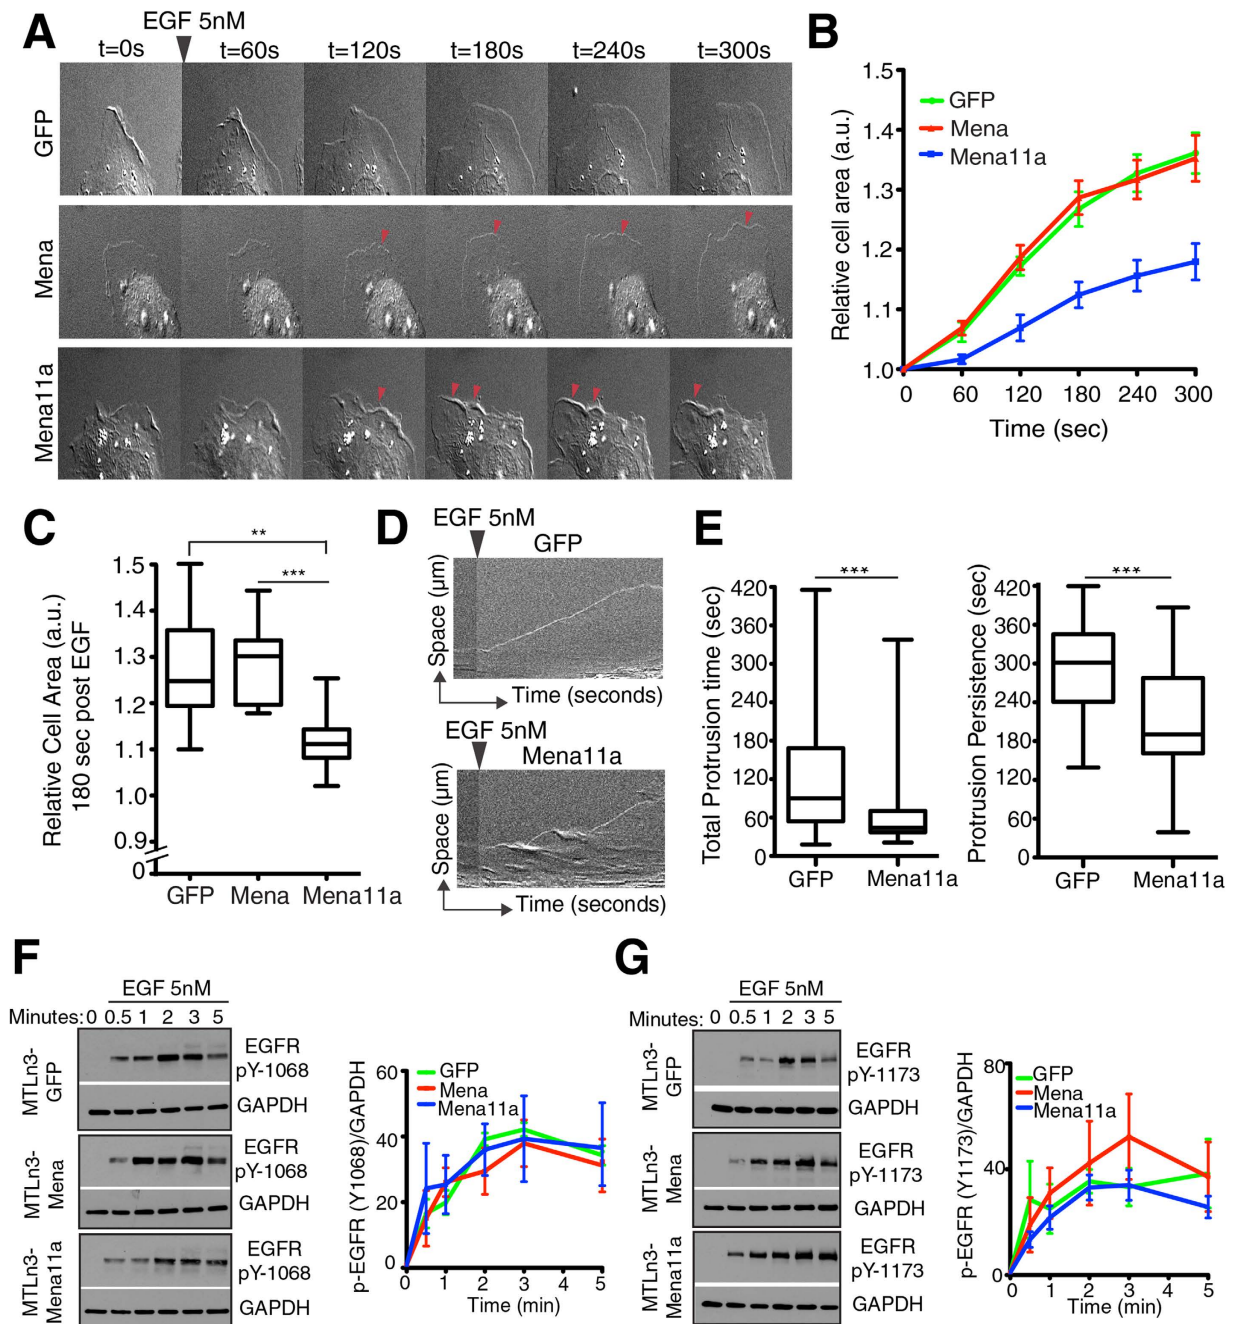 A
EGF 5nM
t=0s t=60s t=120s t=180s t=240s t=300s
GFP
Mena
Mena11a
B
Relative cell area (a.u.)
1.5
1.4
1.3
1.2
1.1
1.0
GFP
Mena
Mena11a
0 60 120 180 240 300
Time (sec)
C
Relative Cell Area (a.u.)
180 sec post EGF
**
***
1.5
1.4
1.3
1.2
1.1
1.0
0.9
0
GFP Mena Mena11a
D
EGF 5nM
GFP
Space (µm)
Time (seconds)
EGF 5nM
Mena11a
Space (µm)
Time (seconds)
E
Total Protrusion time (sec)
***
420
360
300
240
180
120
60
0
GFP Mena11a
Protrusion Persistence (sec)
***
420
360
300
240
180
120
60
0
GFP Mena11a
F
EGF 5nM
Minutes: 0 0.5 1 2 3 5
MTLn3-
GFP
EGFR
pY-1068
GAPDH
MTLn3-
Mena
EGFR
pY-1068
GAPDH
MTLn3-
Mena11a
EGFR
pY-1068
GAPDH
p-EGFR (Y1068)/GAPDH
60
40
20
0
GFP
Mena
Mena11a
0 1 2 3 4 5
Time (min)
G
EGF 5nM
Minutes: 0 0.5 1 2 3 5
MTLn3-
GFP
EGFR
pY-1173
GAPDH
MTLn3-
Mena
EGFR
pY-1173
GAPDH
MTLn3-
Mena11a
EGFR
pY-1173
GAPDH
p-EGFR (Y1173)/GAPDH
80
40
0
GFP
Mena
Mena11a
0 1 2 3 4 5
Time (min)